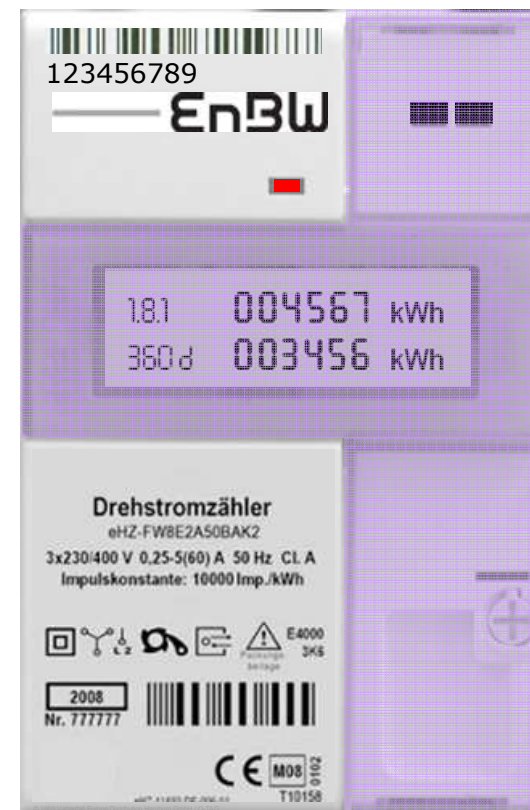 123456789
EnBW
1.8.1 004567 kWh
360 d 003456 kWh
Drehstromzähler
eHZ-FW8E2A50BAK2
3x230/400 V 0,25-5(60) A 50 Hz Cl. A
Impulskonstante: 10000 Imp./kWh
E4000
3K6
2008
Nr. 777777
CE M08 0102
T10158